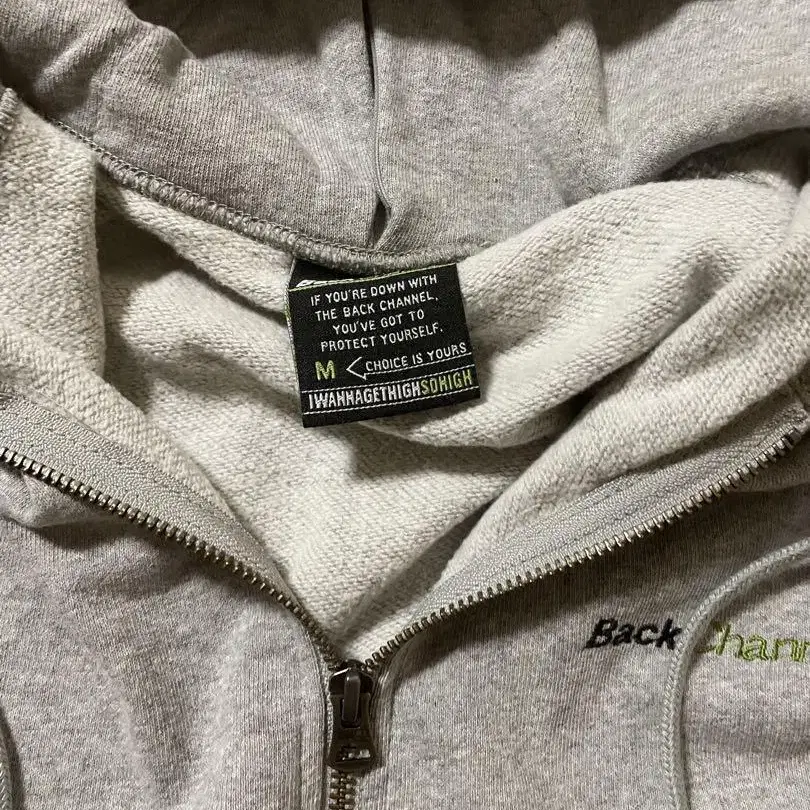 IF YOU'RE DOWN WITH
THE BACK CHANNEL,
YOU'VE GOT TO
PROTECT YOURSELF.
M
CHOICE IS YOURS
IWANNAGETHIGHSOHIGH
Back